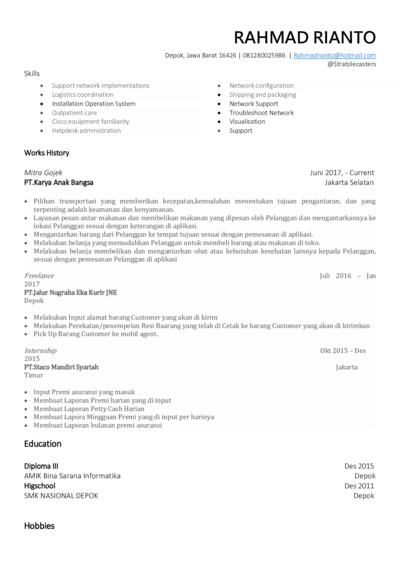 RAHMAD RIANTO
Depok, Jawa Barat 16426 | 081280025986 | Rahmadrianto@hotmail.com
@Stratolecasters
Skills
• Support network implementations
• Logistics coordination
• Installation Operation System
• Outpatient care
• Cisco equipment familiarity
• Helpdesk administration
• Network configuration
• Shipping and packaging
• Network Support
• Troubleshoot Network
• Visualisation
• Support
Works History
Mitra Gojek Juni 2017, - Current
PT.Karya Anak Bangsa Jakarta Selatan
• Pilihan transportasi yang memberikan kecepatan,kemudahan menentukan tujuan pengantaran, dan yang
terpenting adalah keamanan dan kenyamanan.
• Layanan pesan antar makanan dan membelikan makanan yang dipesan oleh Pelanggan dan mengantarkannya ke
lokasi Pelanggan sesuai dengan keterangan di aplikasi.
• Mengantarkan barang dari Pelanggan ke tempat tujuan sesuai dengan pemesanan di aplikasi.
• Melakukan belanja yang memudahkan Pelanggan untuk membeli barang atau makanan di toko.
• Melakukan belanja membelikan dan mengantarkan obat atau kebutuhan kesehatan lainnya kepada Pelanggan,
sesuai dengan pemesanan Pelanggan di aplikasi
Freelance Juli 2016 – Jan
2017
PT.Jalur Nugraha Eka Kurir JNE
Depok
• Melakukan Input alamat barang Customer yang akan di kirim
• Melakukan Perekatan/penempelan Resi Baarang yang telah di Cetak ke barang Customer yang akan di kirimkan
• Pick Up Barang Customer ke mobil agent.
Internship Okt 2015 – Des
2015
PT.Staco Mandiri Syariah Jakarta
Timur
• Input Premi asuransi yang masuk
• Membuat Laporan Premi harian yang di input
• Membuat Laporan Petty Cash Harian
• Membuat Lapora Mingguan Premi yang di input per harinya
• Membuat Laporan bulanan premi asuransi
Education
Diploma III Des 2015
AMIK Bina Sarana Informatika Depok
Higschool Des 2011
SMK NASIONAL DEPOK Depok
Hobbies